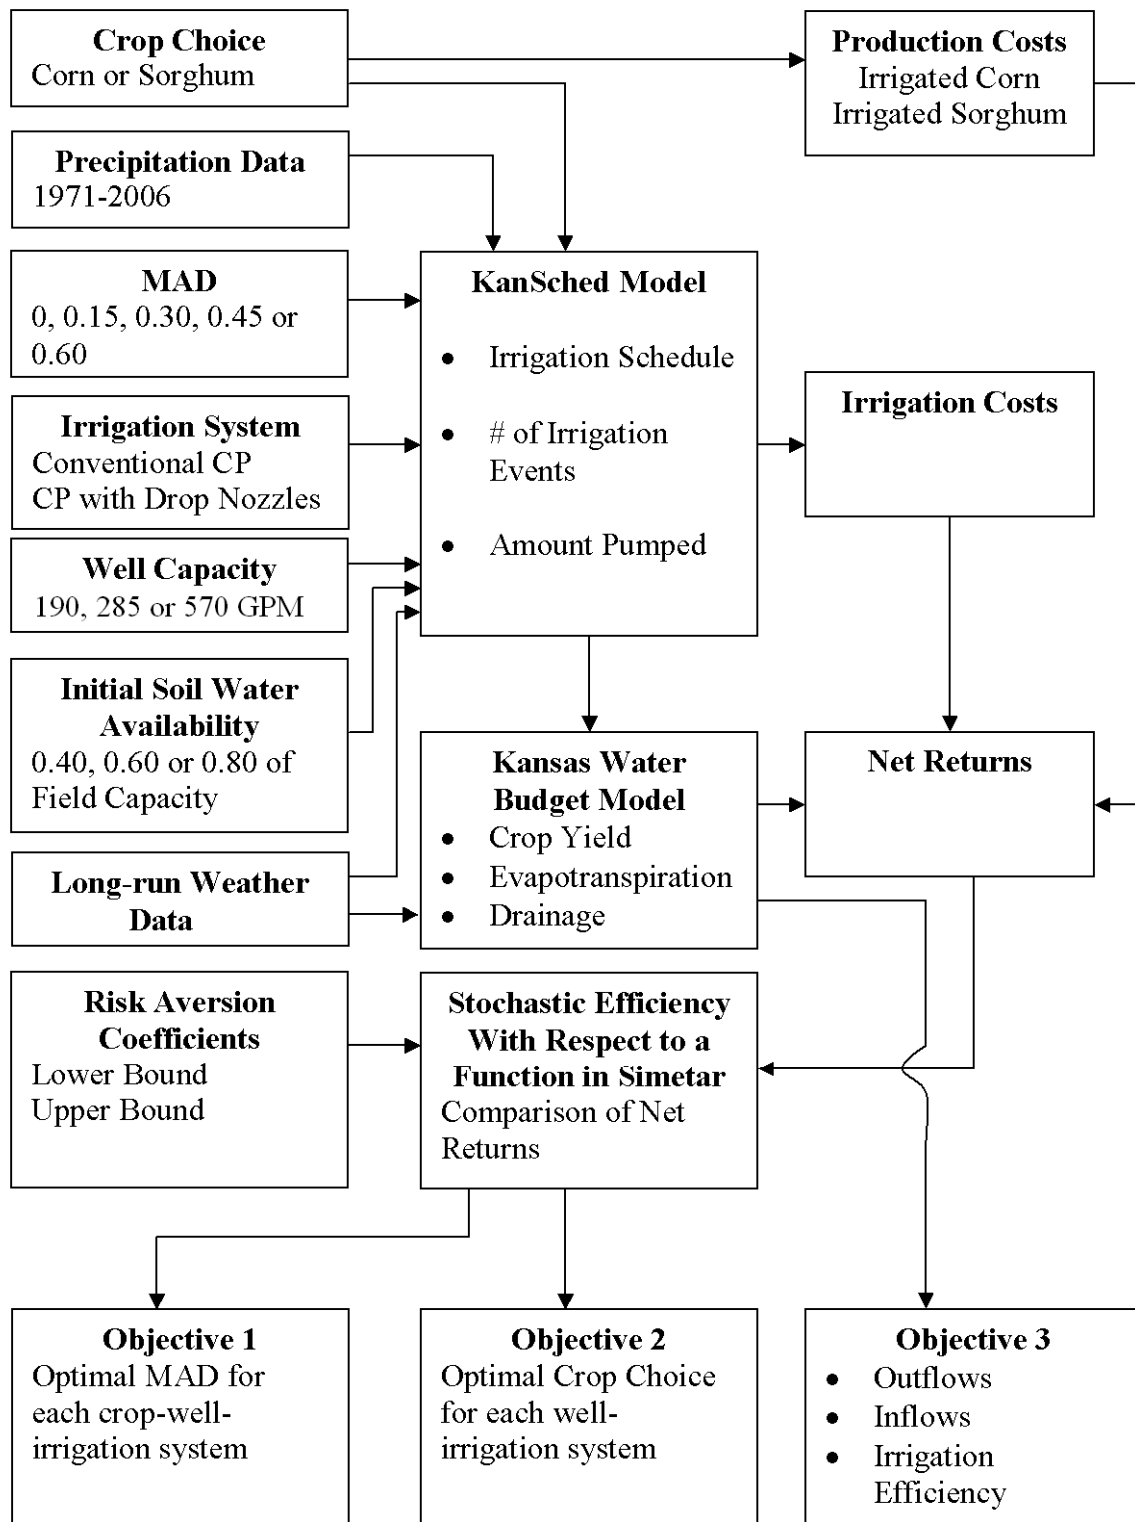 Crop Choice
Corn or Sorghum
Production Costs
Irrigated Corn
Irrigated Sorghum
Precipitation Data
1971-2006
MAD
0, 0.15, 0.30, 0.45 or
0.60
KanSched Model
• Irrigation Schedule
• # of Irrigation
Events
• Amount Pumped
Irrigation Costs
Irrigation System
Conventional CP
CP with Drop Nozzles
Well Capacity
190, 285 or 570 GPM
Initial Soil Water
Availability
0.40, 0.60 or 0.80 of
Field Capacity
Kansas Water
Budget Model
• Crop Yield
• Evapotranspiration
• Drainage
Net Returns
Long-run Weather
Data
Risk Aversion
Coefficients
Lower Bound
Upper Bound
Stochastic Efficiency
With Respect to a
Function in Simetar
Comparison of Net
Returns
Objective 1
Optimal MAD for
each crop-well-
irrigation system
Objective 2
Optimal Crop Choice
for each well-
irrigation system
Objective 3
• Outflows
• Inflows
• Irrigation
Efficiency